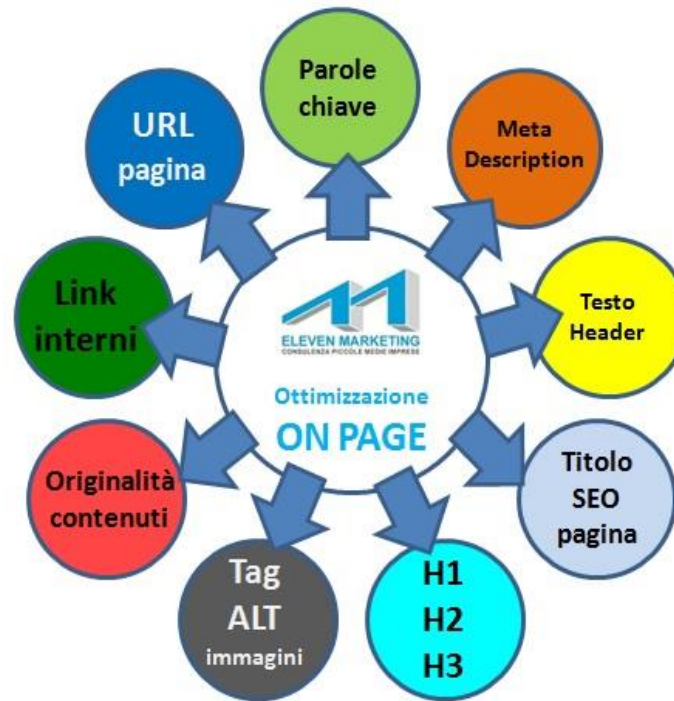 Parole
chiave
Meta
Description
Testo
Header
Titolo
SEO
pagina
H1
H2
H3
Tag
ALT
immagini
Originalità
contenuti
Link
interni
URL
pagina
ELEVEN MARKETING
CONSULENZA PICCOLE MEDIE IMPRESE
Ottimizzazione
ON PAGE